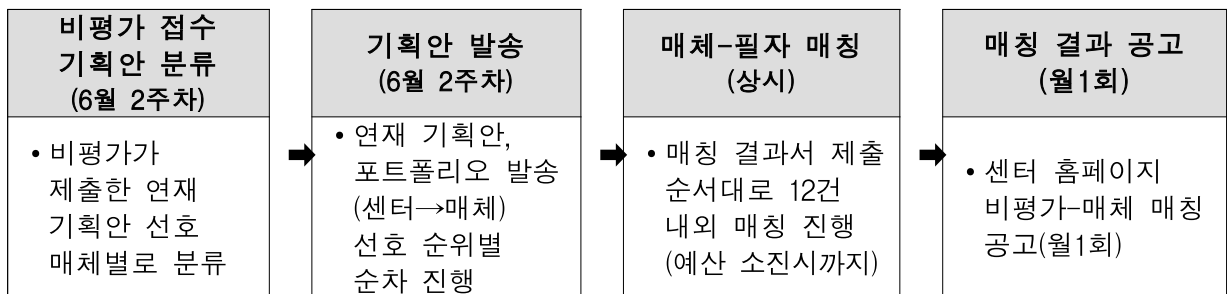 비평가 접수
기획안 분류
(6월 2주차)
• 비평가가
제출한 연재
기획안 선호
매체별로 분류
➡
기획안 발송
(6월 2주차)
• 연재 기획안,
포트폴리오 발송
(센터→매체)
선호 순위별
순차 진행
➡
매체-필자 매칭
(상시)
• 매칭 결과서 제출
순서대로 12건
내외 매칭 진행
(예산 소진시까지)
➡
매칭 결과 공고
(월1회)
• 센터 홈페이지
비평가-매체 매칭
공고(월1회)